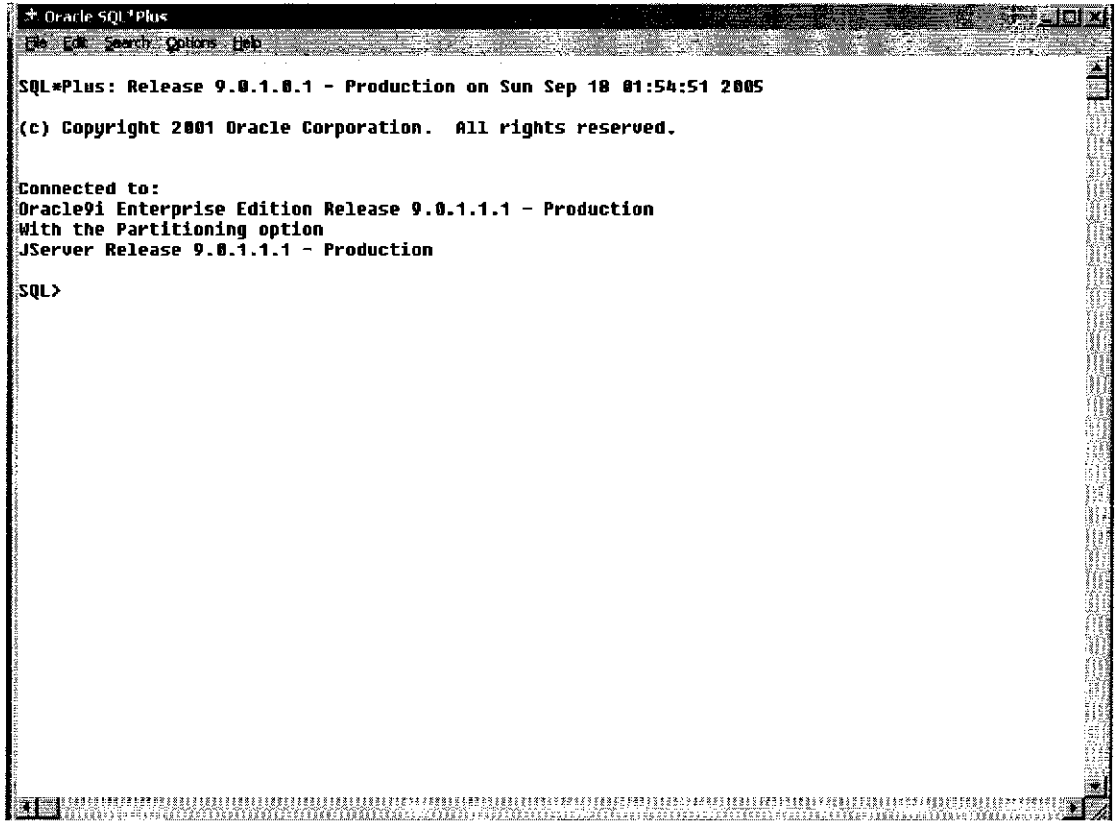 Oracle SQL*Plus
File Edit Search Options Help
SQL*Plus: Release 9.0.1.0.1 - Production on Sun Sep 18 01:54:51 2005
(c) Copyright 2001 Oracle Corporation.  All rights reserved.
Connected to:
Oracle9i Enterprise Edition Release 9.0.1.1.1 - Production
With the Partitioning option
JServer Release 9.0.1.1.1 - Production
SQL>